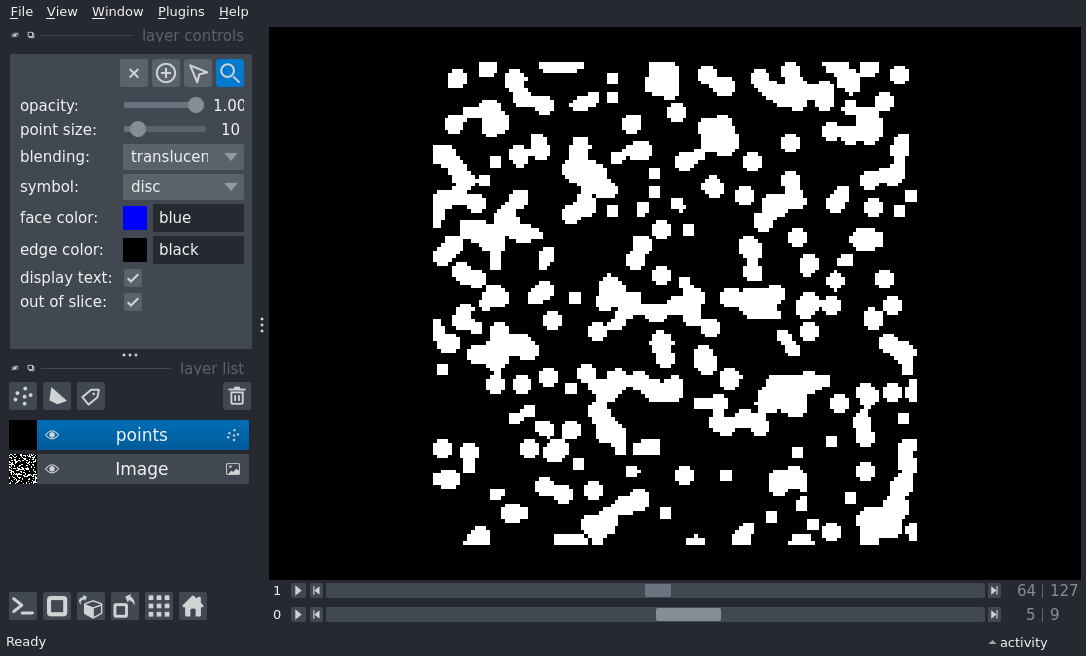 File View Window Plugins Help
layer controls
opacity: 1.00
point size: 10
blending: translucen
symbol: disc
face color: blue
edge color: black
display text:
out of slice:
layer list
points
Image
1 64 | 127
0 5 | 9
Ready activity